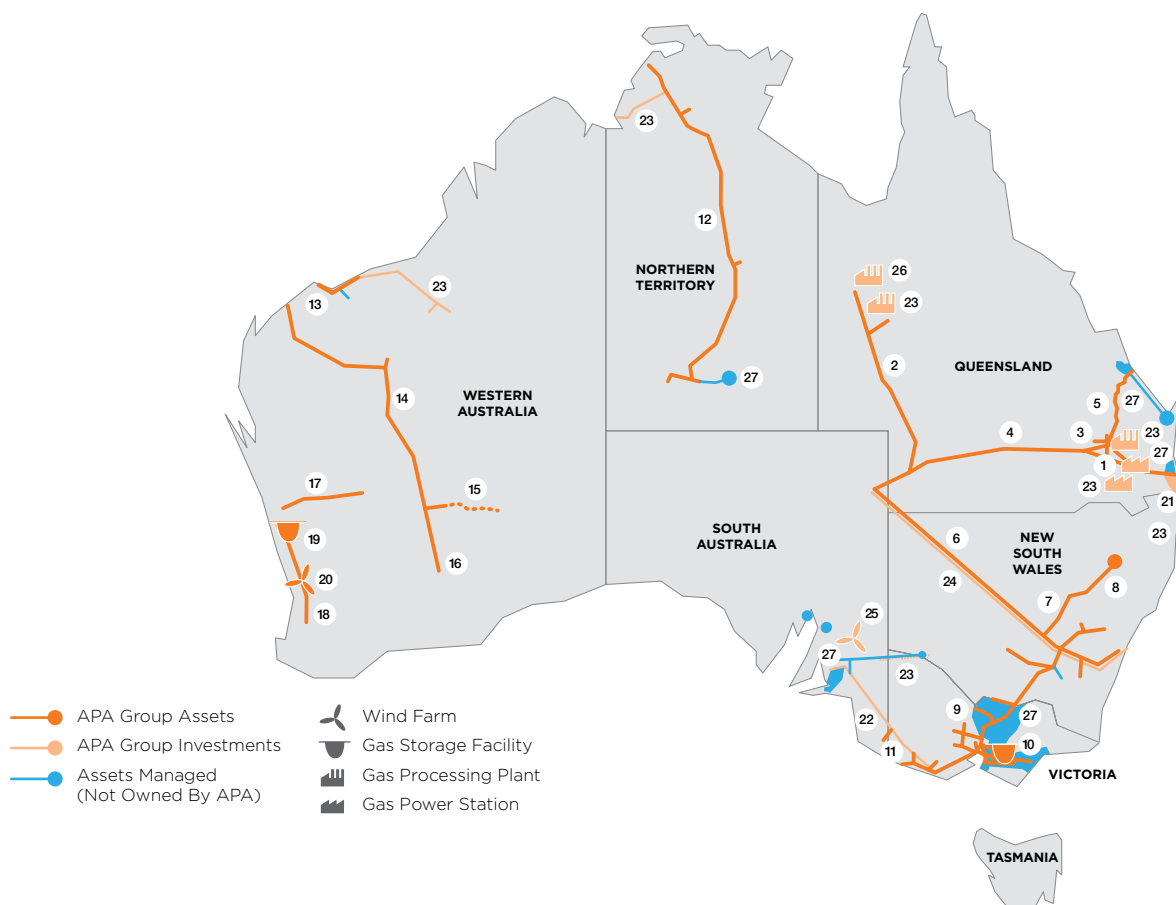 23
12
NORTHERN
TERRITORY
26
23
23
13
2
QUEENSLAND
27
14
WESTERN
AUSTRALIA
5
27
4
3
23
1
27
23
21
17
15
SOUTH
AUSTRALIA
6
NEW
SOUTH
WALES
23
19
16
20
24
8
7
18
25
27
23
22
9
27
11
10
VICTORIA
TASMANIA
APA Group Assets
APA Group Investments
Assets Managed
(Not Owned By APA)
Wind Farm
Gas Storage Facility
Gas Processing Plant
Gas Power Station